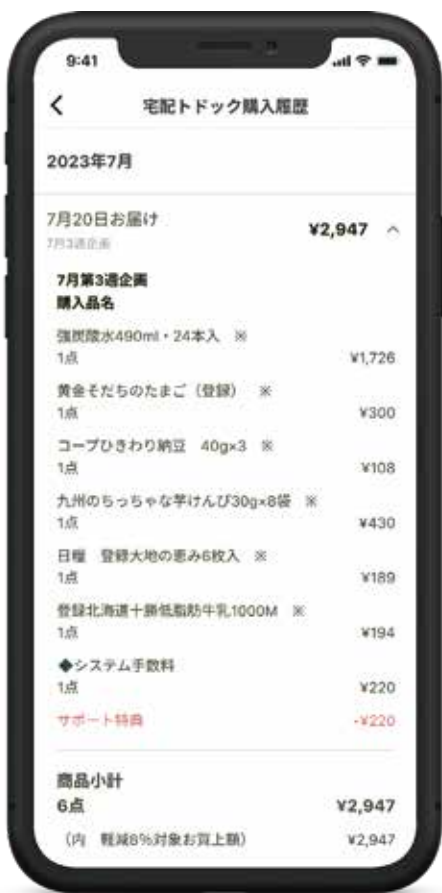 9:41
宅配トドック購入履歴
2023年7月
7月20日お届け
¥2,947
7月3週企画
7月第3週企画
購入品名
強炭酸水490ml・24本入 ※
1点 ¥1,726
黄金そだちのたまご（登録） ※
1点 ¥300
コープひきわり納豆 40g×3 ※
1点 ¥108
九州のちっちゃな芋けんぴ30g×8袋 ※
1点 ¥430
日糧 登録大地の恵み6枚入 ※
1点 ¥189
登録北海道十勝低脂肪牛乳1000M ※
1点 ¥194
◆システム手数料
1点 ¥220
サポート特典 -¥220
商品小計
6点 ¥2,947
（内 軽減8%対象お買上額） ¥2,947